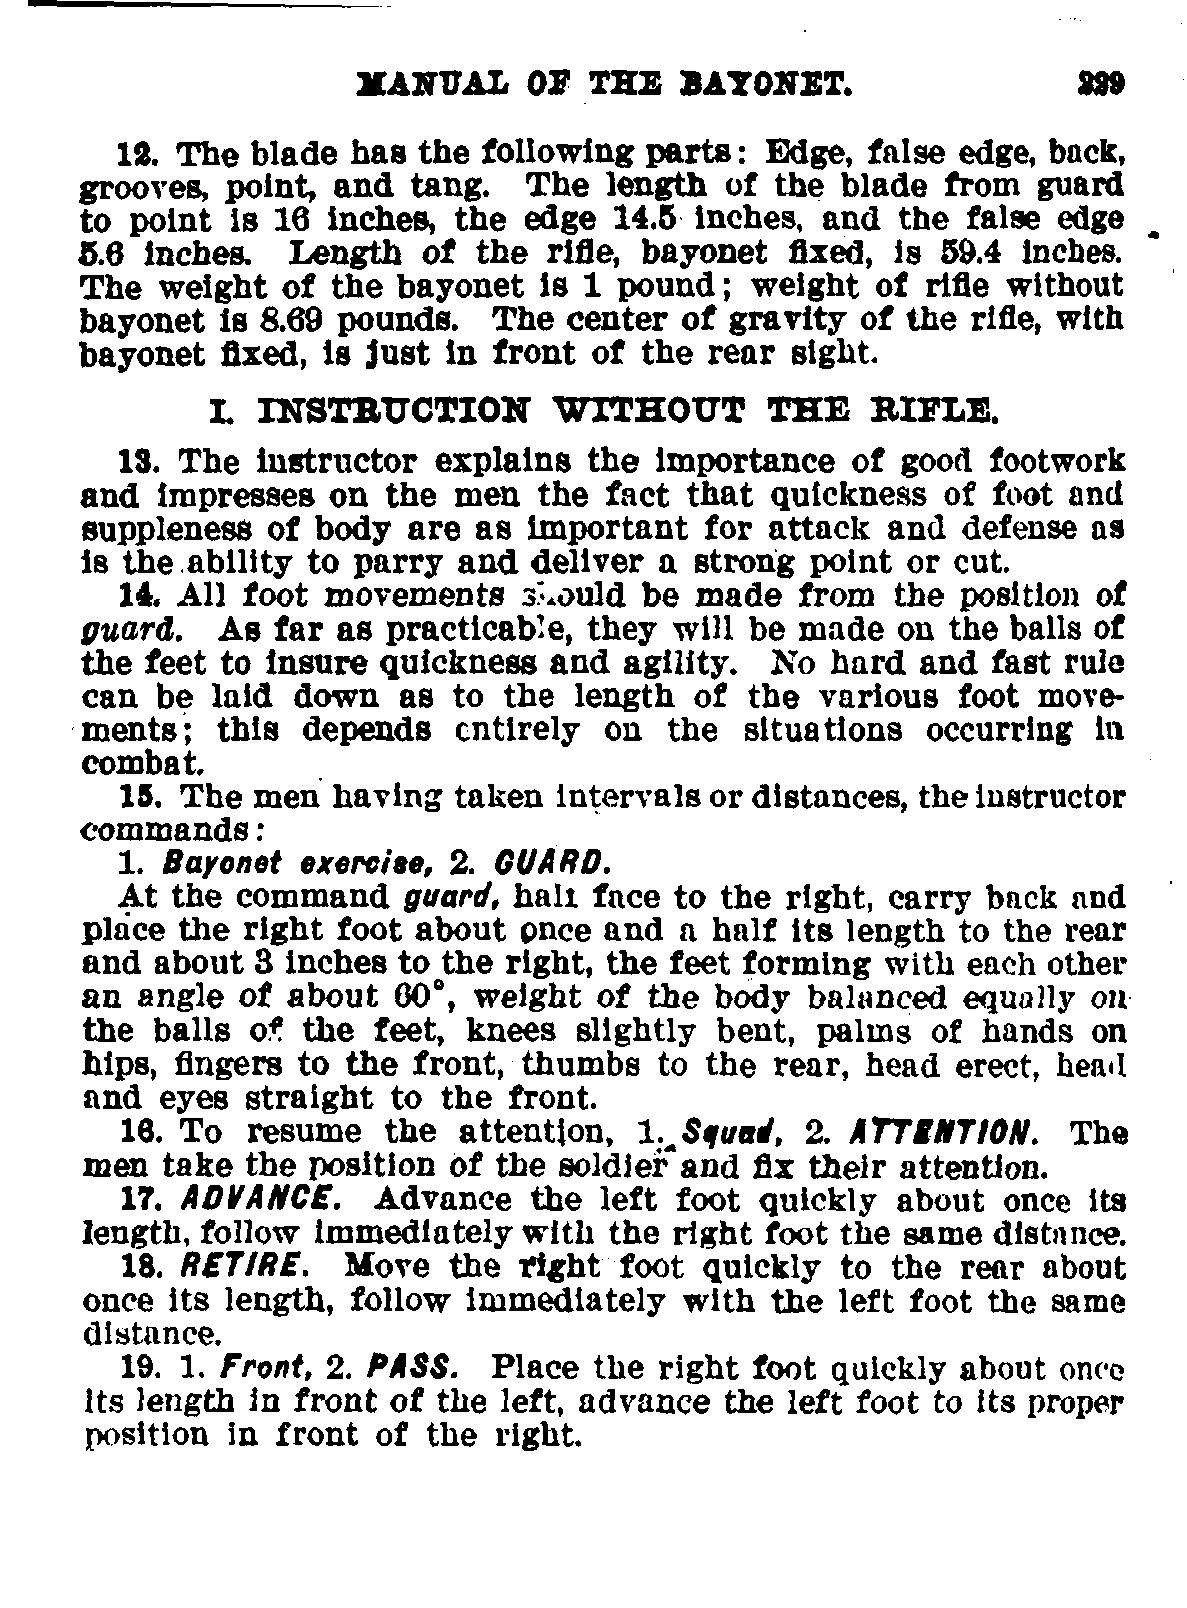 MANUAL OF THE BAYONET. 229
12. The blade has the following parts: Edge, false edge, back,
grooves, point, and tang. The length of the blade from guard
to point is 16 inches, the edge 14.5 inches, and the false edge
5.6 inches. Length of the rifle, bayonet fixed, is 59.4 inches.
The weight of the bayonet is 1 pound; weight of rifle without
bayonet is 8.69 pounds. The center of gravity of the rifle, with
bayonet fixed, is just in front of the rear sight.
I. INSTRUCTION WITHOUT THE RIFLE.
13. The instructor explains the importance of good footwork
and impresses on the men the fact that quickness of foot and
suppleness of body are as important for attack and defense as
is the ability to parry and deliver a strong point or cut.
14. All foot movements should be made from the position of
guard. As far as practicable, they will be made on the balls of
the feet to insure quickness and agility. No hard and fast rule
can be laid down as to the length of the various foot move-
ments; this depends entirely on the situations occurring in
combat.
15. The men having taken intervals or distances, the instructor
commands:
1. Bayonet exercise, 2. GUARD.
At the command guard, half face to the right, carry back and
place the right foot about once and a half its length to the rear
and about 3 inches to the right, the feet forming with each other
an angle of about 60°, weight of the body balanced equally on
the balls of the feet, knees slightly bent, palms of hands on
hips, fingers to the front, thumbs to the rear, head erect, head
and eyes straight to the front.
16. To resume the attention, 1. Squad, 2. ATTENTION. The
men take the position of the soldier and fix their attention.
17. ADVANCE. Advance the left foot quickly about once its
length, follow immediately with the right foot the same distance.
18. RETIRE. Move the right foot quickly to the rear about
once its length, follow immediately with the left foot the same
distance.
19. 1. Front, 2. PASS. Place the right foot quickly about once
its length in front of the left, advance the left foot to its proper
position in front of the right.